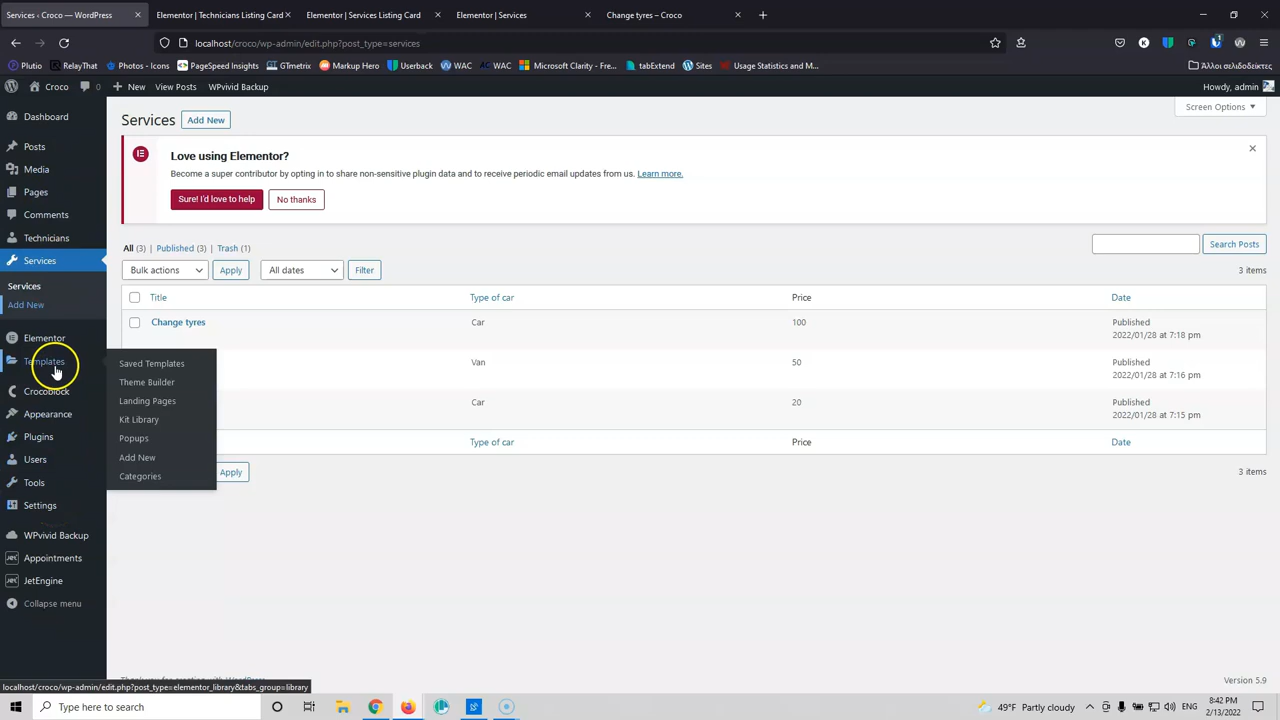 Services ‹ Croco — WordPress
Elementor | Technicians Listing Card
Elementor | Services Listing Card
Elementor | Services
Change tyres – Croco
localhost/croco/wp-admin/edit.php?post_type=services
Plutio
RelayThat
Photos - Icons
PageSpeed Insights
GTmetrix
Markup Hero
Userback
WAC
WAC
Microsoft Clarity - Free...
tabExtend
Sites
Usage Statistics and M...
Άλλοι σελιδοδείκτες
Croco
0
New
View Posts
WPvivid Backup
Howdy, admin
Dashboard
Posts
Media
Pages
Comments
Technicians
Services
Services
Add New
Elementor
Templates
Crocoblock
Appearance
Plugins
Users
Tools
Settings
WPvivid Backup
Appointments
JetEngine
Collapse menu
Saved Templates
Theme Builder
Landing Pages
Kit Library
Popups
Add New
Categories
Screen Options
Services Add New
Love using Elementor?
Become a super contributor by opting in to share non-sensitive plugin data and to receive periodic email updates from us. Learn more.
Sure! I'd love to help
No thanks
All (3) | Published (3) | Trash (1)
Search Posts
Bulk actions
Apply
All dates
Filter
3 items
Title Type of car Price Date
Change tyres Car 100 Published
2022/01/28 at 7:18 pm
Van 50 Published
2022/01/28 at 7:16 pm
Car 20 Published
2022/01/28 at 7:15 pm
Type of car Price Date
Apply
3 items
Version 5.9
localhost/croco/wp-admin/edit.php?post_type=elementor_library&tabs_group=library
Type here to search
49°F Partly cloudy
ENG
8:42 PM
2/13/2022